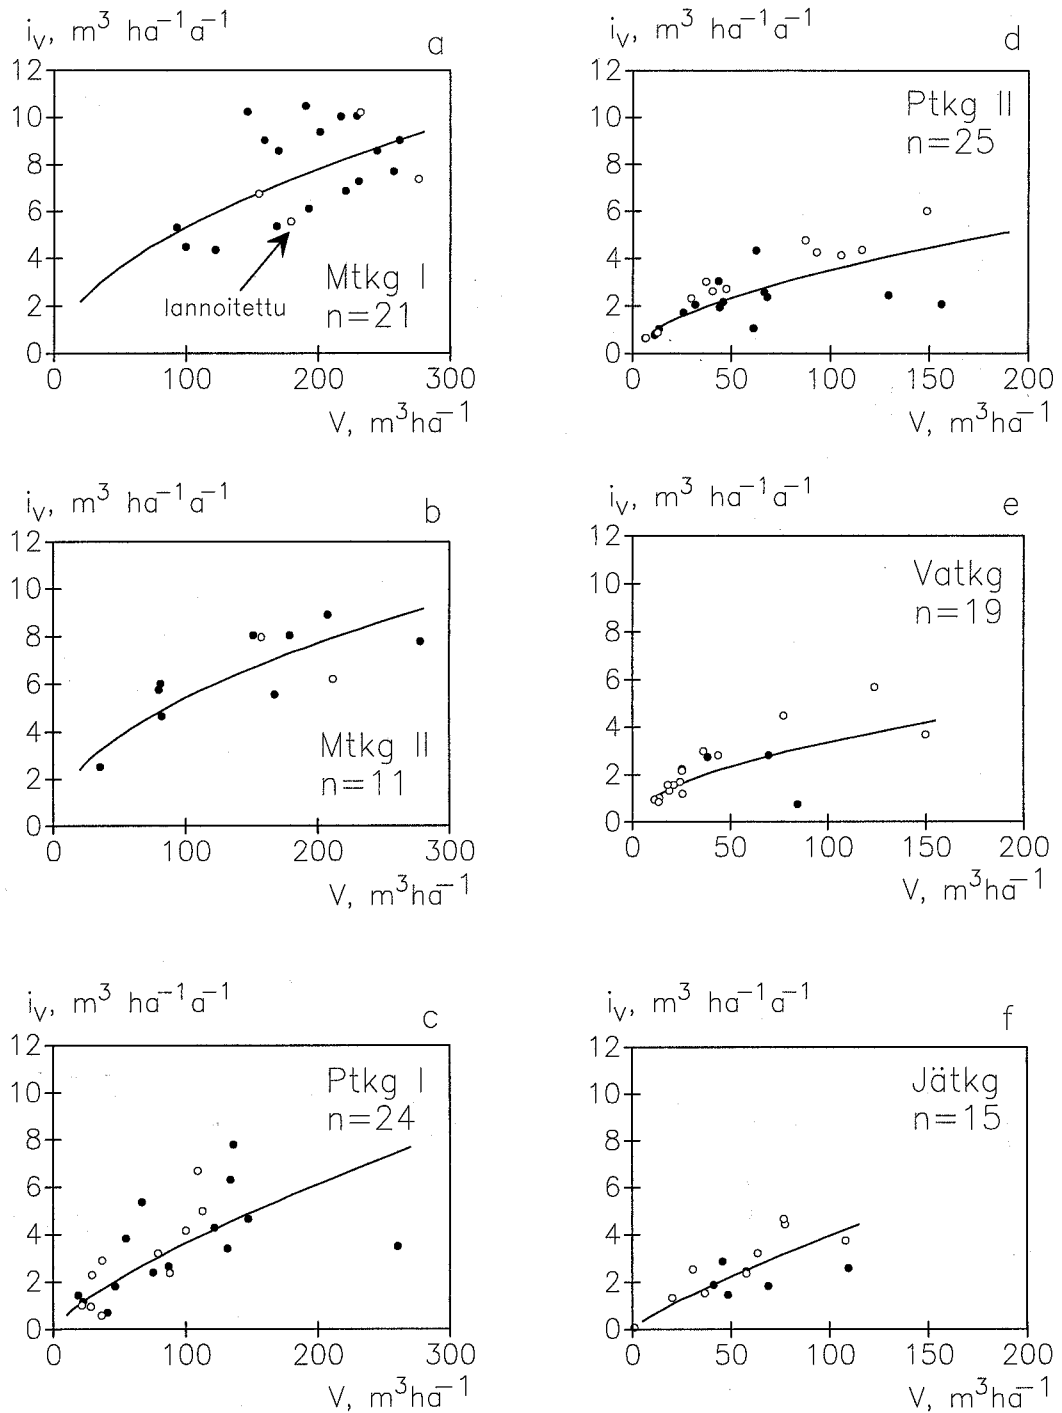 i_v, m³ ha⁻¹a⁻¹
a
12
10
8
6
4
2
0
Mtkg I
n=21
lannoitettu
0 100 200 300
V, m³ha⁻¹
i_v, m³ ha⁻¹a⁻¹
b
12
10
8
6
4
2
0
Mtkg II
n=11
0 100 200 300
V, m³ha⁻¹
i_v, m³ ha⁻¹a⁻¹
c
12
10
8
6
4
2
0
Ptkg I
n=24
0 100 200 300
V, m³ha⁻¹
i_v, m³ ha⁻¹a⁻¹
d
12
10
8
6
4
2
0
Ptkg II
n=25
0 50 100 150 200
V, m³ha⁻¹
i_v, m³ ha⁻¹a⁻¹
e
12
10
8
6
4
2
0
Vatkg
n=19
0 50 100 150 200
V, m³ha⁻¹
i_v, m³ ha⁻¹a⁻¹
f
12
10
8
6
4
2
0
Jätkg
n=15
0 50 100 150 200
V, m³ha⁻¹